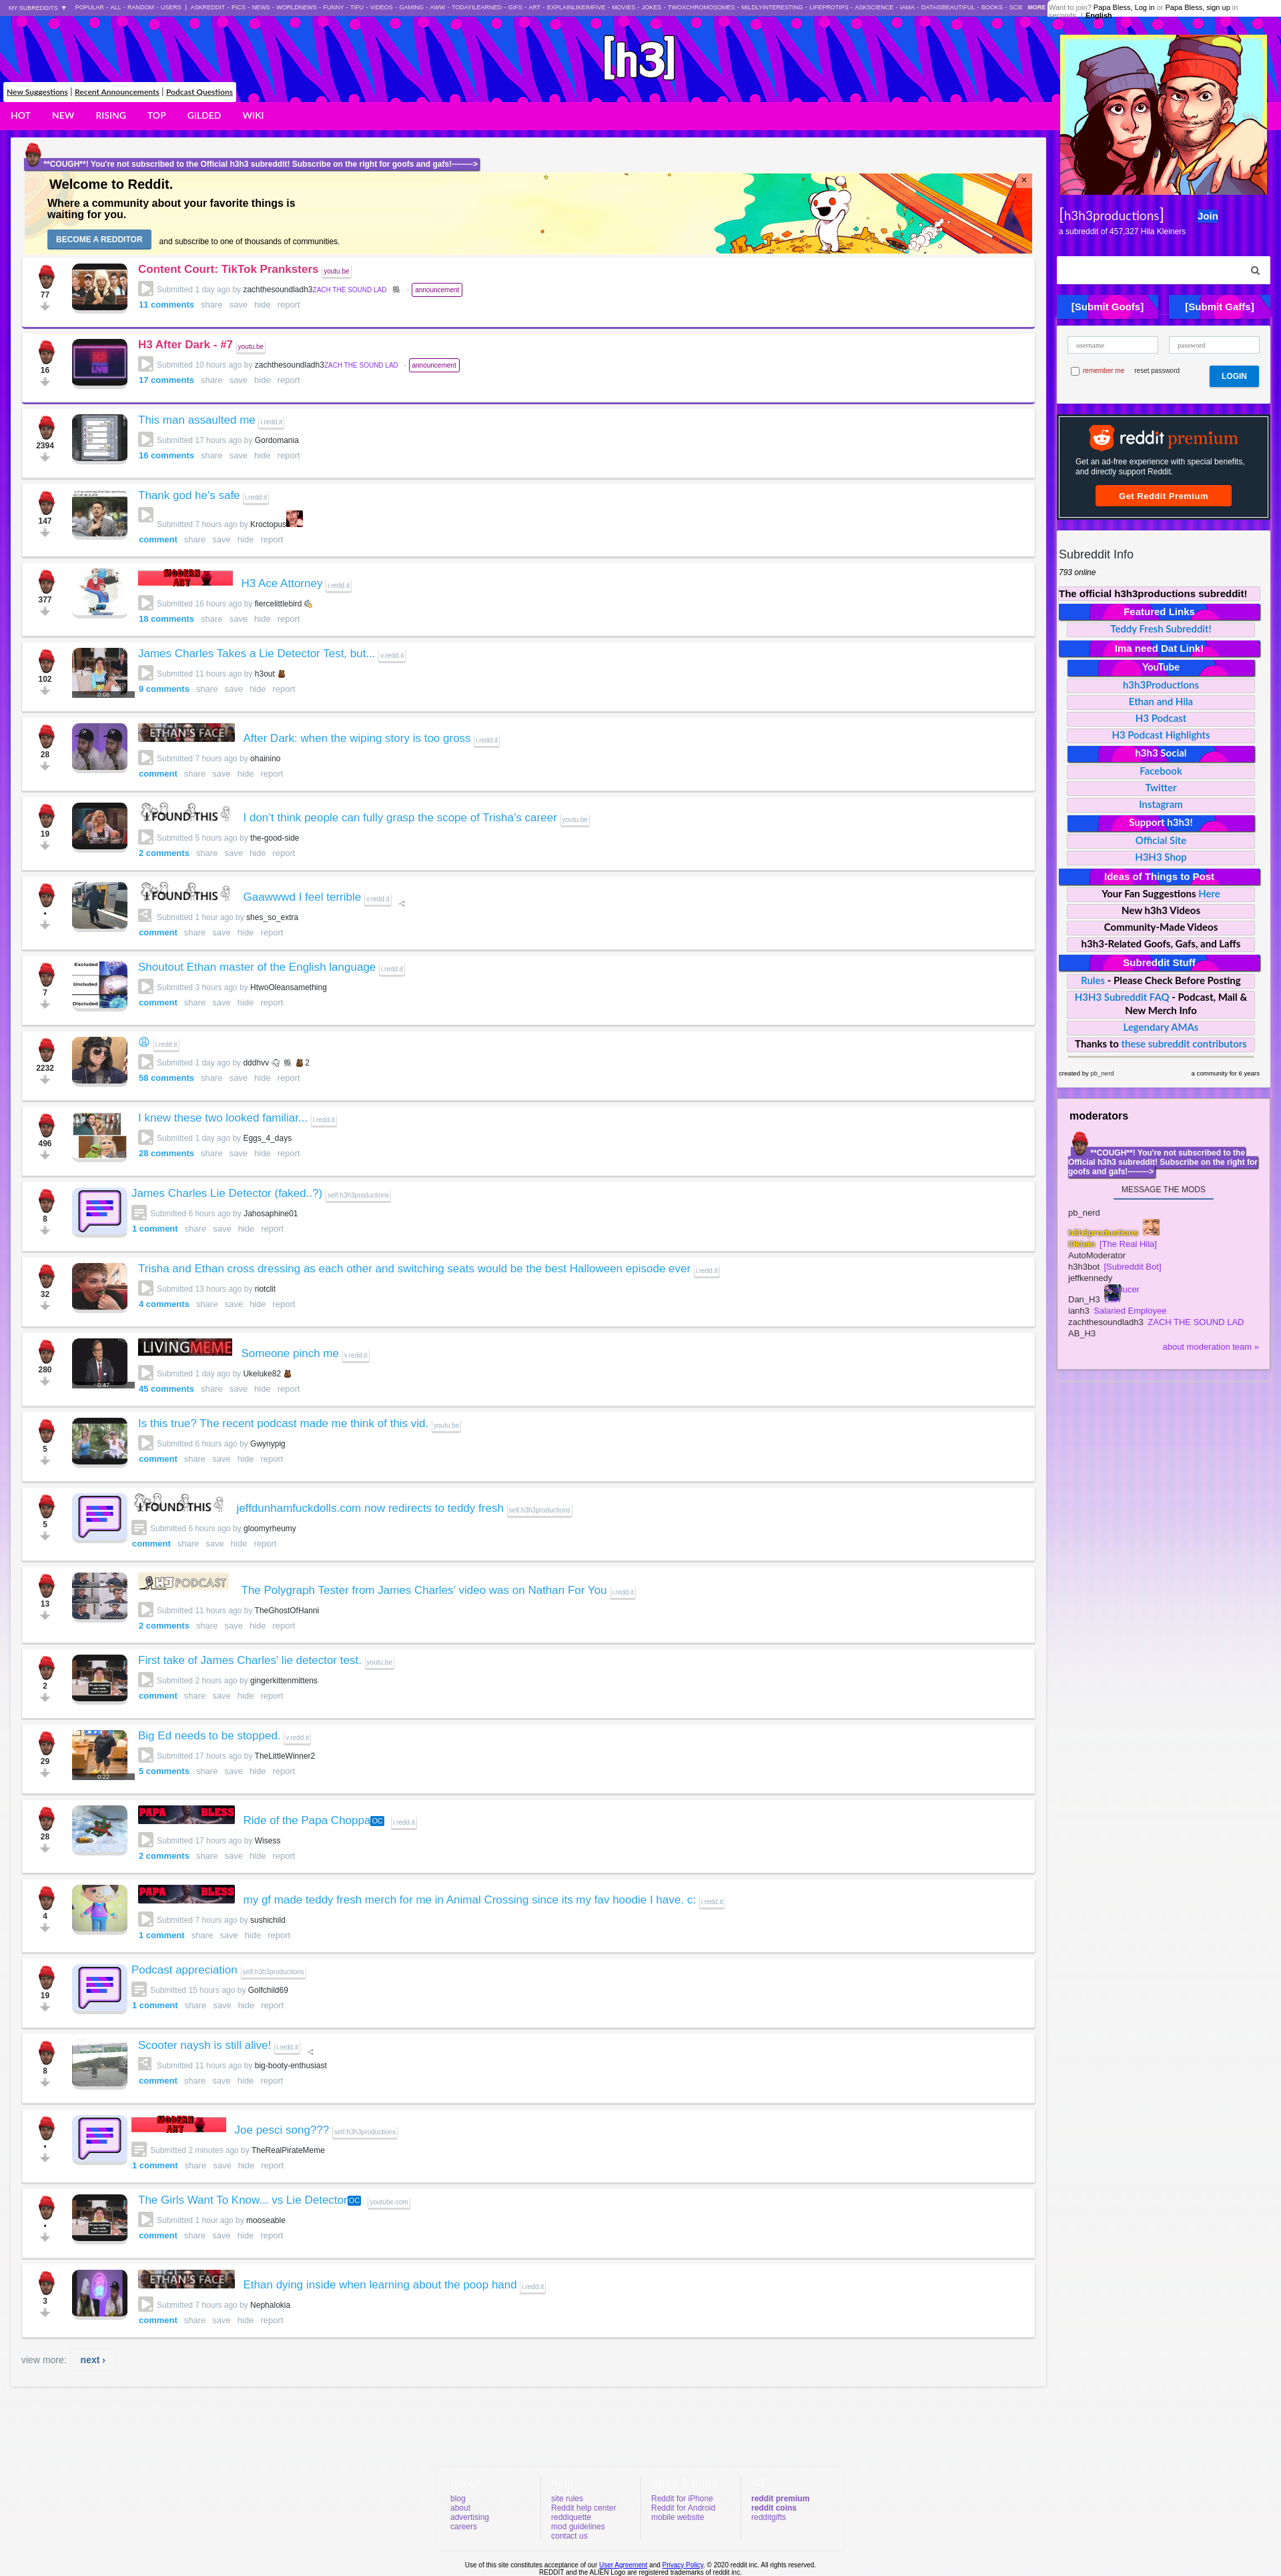 MY SUBREDDITS ▼ POPULAR - ALL - RANDOM - USERS | ASKREDDIT - PICS - NEWS - WORLDNEWS - FUNNY - TIFU - VIDEOS - GAMING - AWW - TODAYILEARNED - GIFS - ART - EXPLAINLIKEIMFIVE - MOVIES - JOKES - TWOXCHROMOSOMES - MILDLYINTERESTING - LIFEPROTIPS - ASKSCIENCE - IAMA - DATAISBEAUTIFUL - BOOKS - SCIE MORE
Want to join? Papa Bless, Log in or Papa Bless, sign up in seconds. | English
[h3]
New Suggestions | Recent Announcements | Podcast Questions
HOT NEW RISING TOP GILDED WIKI
**COUGH**! You're not subscribed to the Official h3h3 subreddit! Subscribe on the right for goofs and gafs!-------->
Welcome to Reddit.
Where a community about your favorite things is
waiting for you.
BECOME A REDDITOR and subscribe to one of thousands of communities.
×
77
Content Court: TikTok Pranksters youtu.be
Submitted 1 day ago by zachthesoundladh3ZACH THE SOUND LAD - announcement
11 comments share save hide report
16
H3 After Dark - #7 youtu.be
Submitted 10 hours ago by zachthesoundladh3ZACH THE SOUND LAD - announcement
17 comments share save hide report
2394
This man assaulted me i.redd.it
Submitted 17 hours ago by Gordomania
16 comments share save hide report
147
Thank god he's safe i.redd.it
Submitted 7 hours ago by Kroctopus
comment share save hide report
377
MODERN ART
H3 Ace Attorney i.redd.it
Submitted 16 hours ago by fiercelittlebird
18 comments share save hide report
102
0:06
James Charles Takes a Lie Detector Test, but... v.redd.it
Submitted 11 hours ago by h3out
9 comments share save hide report
28
ETHAN'S FACE
After Dark: when the wiping story is too gross i.redd.it
Submitted 7 hours ago by ohainino
comment share save hide report
19
I FOUND THIS
I don't think people can fully grasp the scope of Trisha's career youtu.be
Submitted 5 hours ago by the-good-side
2 comments share save hide report
•
I FOUND THIS
Gaawwwd I feel terrible v.redd.it
Submitted 1 hour ago by shes_so_extra
comment share save hide report
7
Excluded
Uncluded
Discluded
Shoutout Ethan master of the English language i.redd.it
Submitted 3 hours ago by HtwoOleansamething
comment share save hide report
2232
😩 i.redd.it
Submitted 1 day ago by dddhvv 2
58 comments share save hide report
496
I knew these two looked familiar... i.redd.it
Submitted 1 day ago by Eggs_4_days
28 comments share save hide report
8
James Charles Lie Detector (faked..?) self.h3h3productions
Submitted 6 hours ago by Jahosaphine01
1 comment share save hide report
32
Trisha and Ethan cross dressing as each other and switching seats would be the best Halloween episode ever i.redd.it
Submitted 13 hours ago by riotclit
4 comments share save hide report
280
0:47
LIVINGMEME
Someone pinch me v.redd.it
Submitted 1 day ago by Ukeluke82
45 comments share save hide report
5
Is this true? The recent podcast made me think of this vid. youtu.be
Submitted 6 hours ago by Gwynypig
comment share save hide report
5
I FOUND THIS
jeffdunhamfuckdolls.com now redirects to teddy fresh self.h3h3productions
Submitted 6 hours ago by gloomyrheumy
comment share save hide report
13
H3 PODCAST
The Polygraph Tester from James Charles' video was on Nathan For You i.redd.it
Submitted 11 hours ago by TheGhostOfHanni
2 comments share save hide report
2
First take of James Charles' lie detector test. youtu.be
Submitted 2 hours ago by gingerkittenmittens
comment share save hide report
29
0:22
Big Ed needs to be stopped. v.redd.it
Submitted 17 hours ago by TheLittleWinner2
5 comments share save hide report
28
PAPA BLESS
Ride of the Papa Choppa OC i.redd.it
Submitted 17 hours ago by Wisess
2 comments share save hide report
4
PAPA BLESS
my gf made teddy fresh merch for me in Animal Crossing since its my fav hoodie I have. c: i.redd.it
Submitted 7 hours ago by sushichild
1 comment share save hide report
19
Podcast appreciation self.h3h3productions
Submitted 15 hours ago by Golfchild69
1 comment share save hide report
8
Scooter naysh is still alive! i.redd.it
Submitted 11 hours ago by big-booty-enthusiast
comment share save hide report
•
MODERN ART
Joe pesci song??? self.h3h3productions
Submitted 2 minutes ago by TheRealPirateMeme
1 comment share save hide report
•
The Girls Want To Know... vs Lie Detector OC youtube.com
Submitted 1 hour ago by mooseable
comment share save hide report
3
ETHAN'S FACE
Ethan dying inside when learning about the poop hand i.redd.it
Submitted 7 hours ago by Nephalokia
comment share save hide report
view more: next ›
[h3h3productions] Join
a subreddit of 457,327 Hila Kleiners
[Submit Goofs] [Submit Gaffs]
username password
remember me reset password LOGIN
reddit premium
Get an ad-free experience with special benefits,
and directly support Reddit.
Get Reddit Premium
Subreddit Info
793 online
The official h3h3productions subreddit!
Featured Links
Teddy Fresh Subreddit!
Ima need Dat Link!
YouTube
h3h3Productions
Ethan and Hila
H3 Podcast
H3 Podcast Highlights
h3h3 Social
Facebook
Twitter
Instagram
Support h3h3!
Official Site
H3H3 Shop
Ideas of Things to Post
Your Fan Suggestions Here
New h3h3 Videos
Community-Made Videos
h3h3-Related Goofs, Gafs, and Laffs
Subreddit Stuff
Rules - Please Check Before Posting
H3H3 Subreddit FAQ - Podcast, Mail &
New Merch Info
Legendary AMAs
Thanks to these subreddit contributors
created by pb_nerd a community for 6 years
moderators
**COUGH**! You're not subscribed to the
Official h3h3 subreddit! Subscribe on the right for
goofs and gafs!-------->
MESSAGE THE MODS
pb_nerd
h3h3productions
[The Real Hila]
AutoModerator
h3h3bot [Subreddit Bot]
jeffkennedy
Dan_H3
ianh3 Salaried Employee
zachthesoundladh3 ZACH THE SOUND LAD
AB_H3
about moderation team »
blog
about
advertising
careers
site rules
Reddit help center
reddiquette
mod guidelines
contact us
Reddit for iPhone
Reddit for Android
mobile website
reddit premium
reddit coins
redditgifts
Use of this site constitutes acceptance of our User Agreement and Privacy Policy. © 2020 reddit inc. All rights reserved.
REDDIT and the ALIEN Logo are registered trademarks of reddit inc.